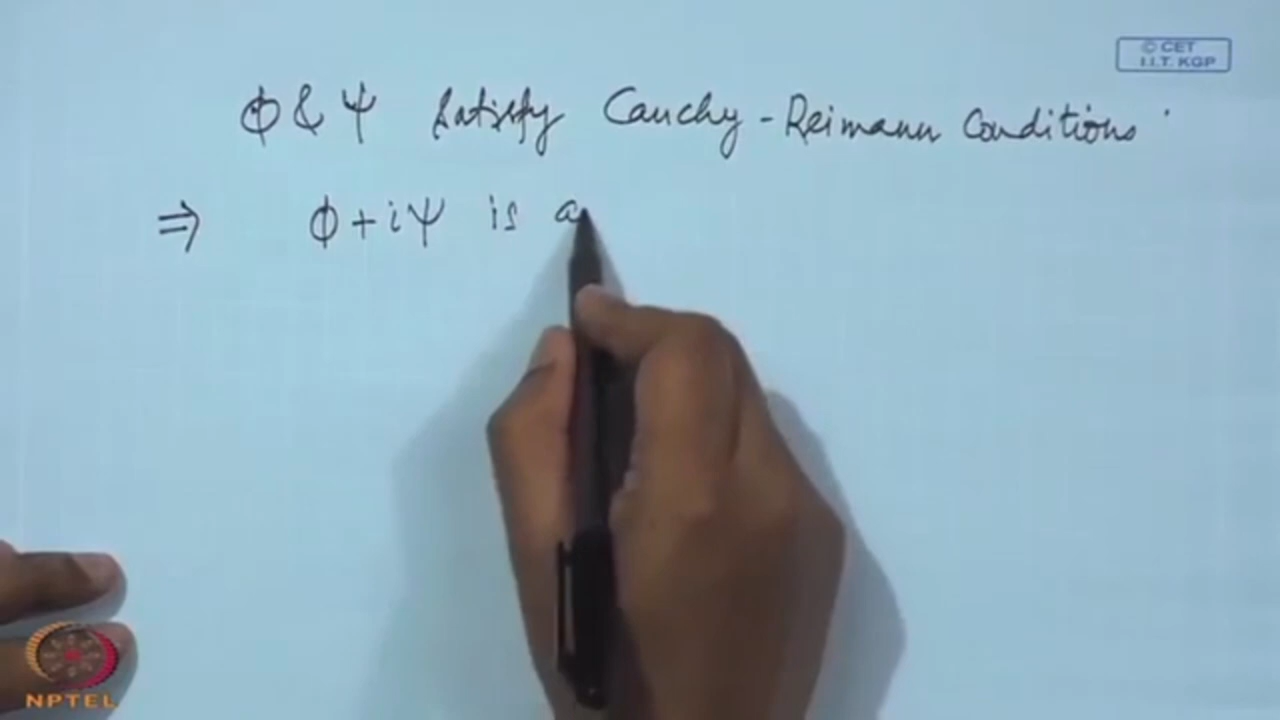 © CET
I.I.T. KGP
Φ & Ψ Satisfy Cauchy-Reimann Conditions.
⇒ Φ + iΨ is a
NPTEL